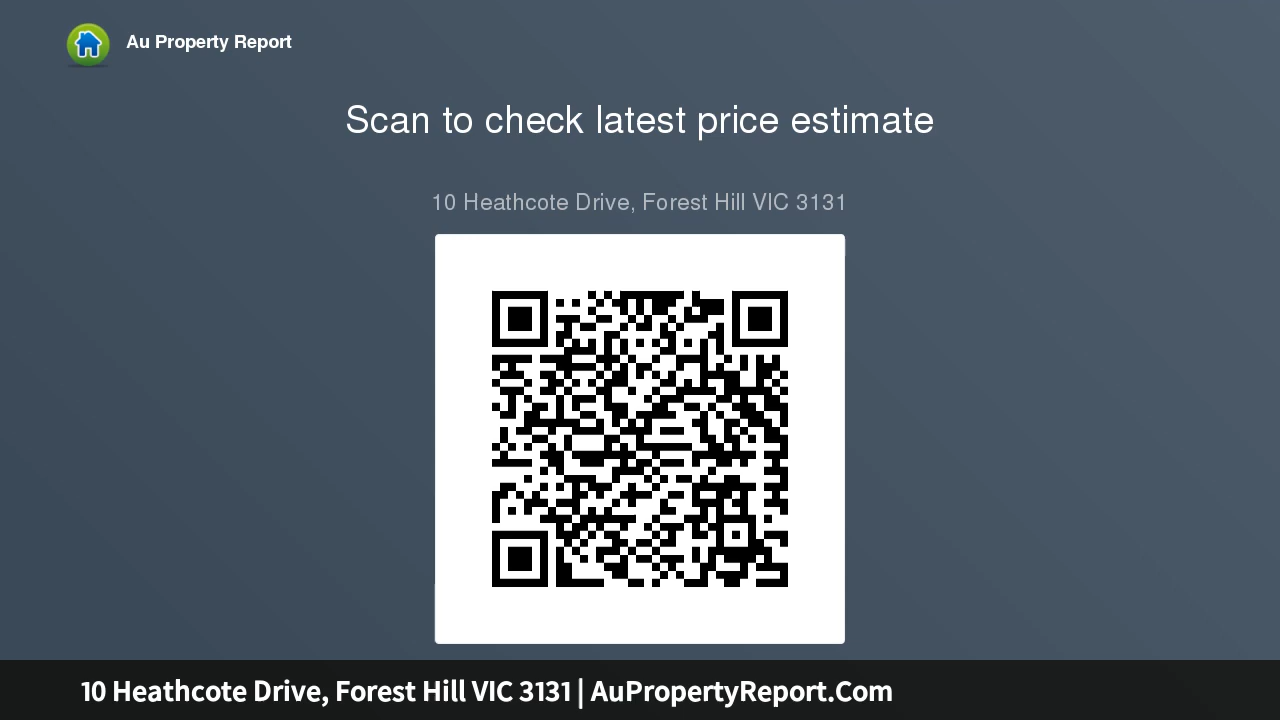 Au Property Report
Scan to check latest price estimate
10 Heathcote Drive, Forest Hill VIC 3131
10 Heathcote Drive, Forest Hill VIC 3131 | AuPropertyReport.Com